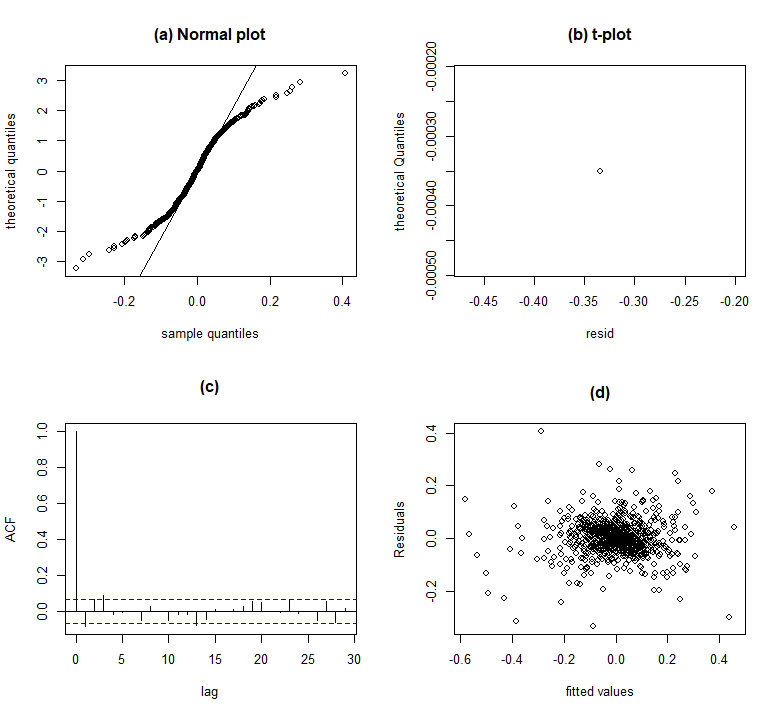 (a) Normal plot
theoretical quantiles
3
2
1
0
-1
-2
-3
-0.2 0.0 0.2 0.4
sample quantiles
(b) t-plot
theoretical Quantiles
-0.00020
-0.00030
-0.00040
-0.00050
-0.45 -0.40 -0.35 -0.30 -0.25 -0.20
resid
(c)
ACF
1.0
0.8
0.6
0.4
0.2
0.0
0 5 10 15 20 25 30
lag
(d)
Residuals
0.4
0.2
0.0
-0.2
-0.6 -0.4 -0.2 0.0 0.2 0.4
fitted values